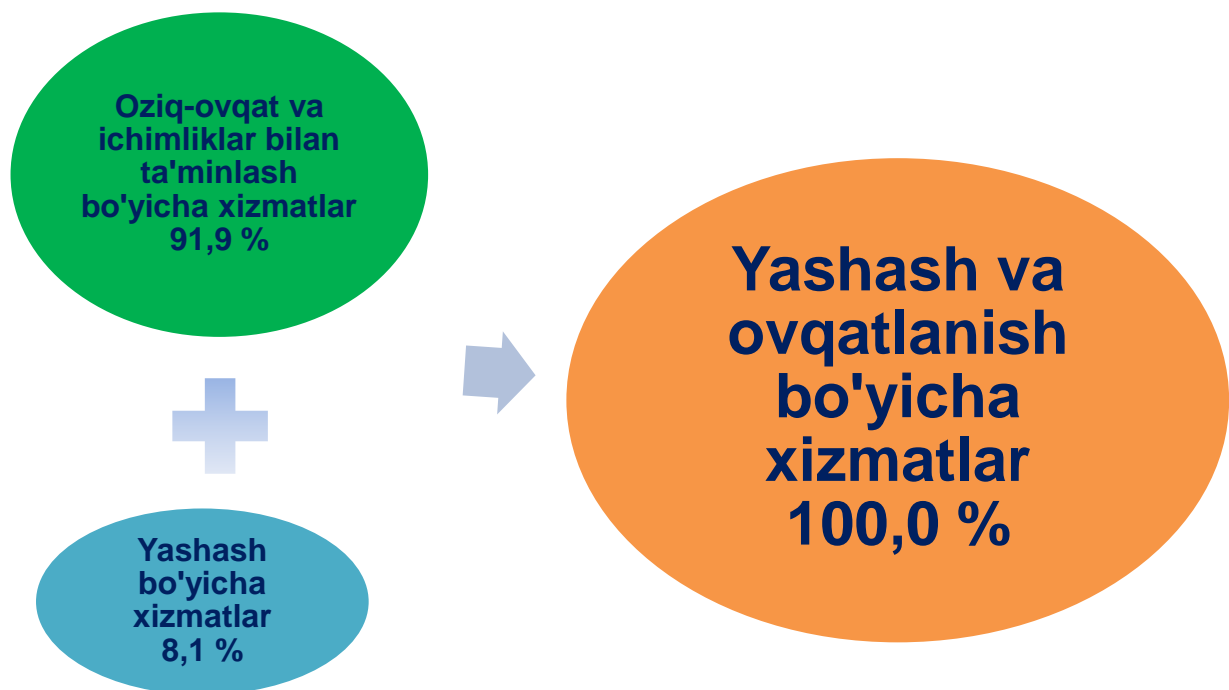 Oziq-ovqat va
ichimliklar bilan
ta'minlash
bo'yicha xizmatlar
91,9 %
Yashash
bo'yicha
xizmatlar
8,1 %
Yashash va
ovqatlanish
bo'yicha
xizmatlar
100,0 %